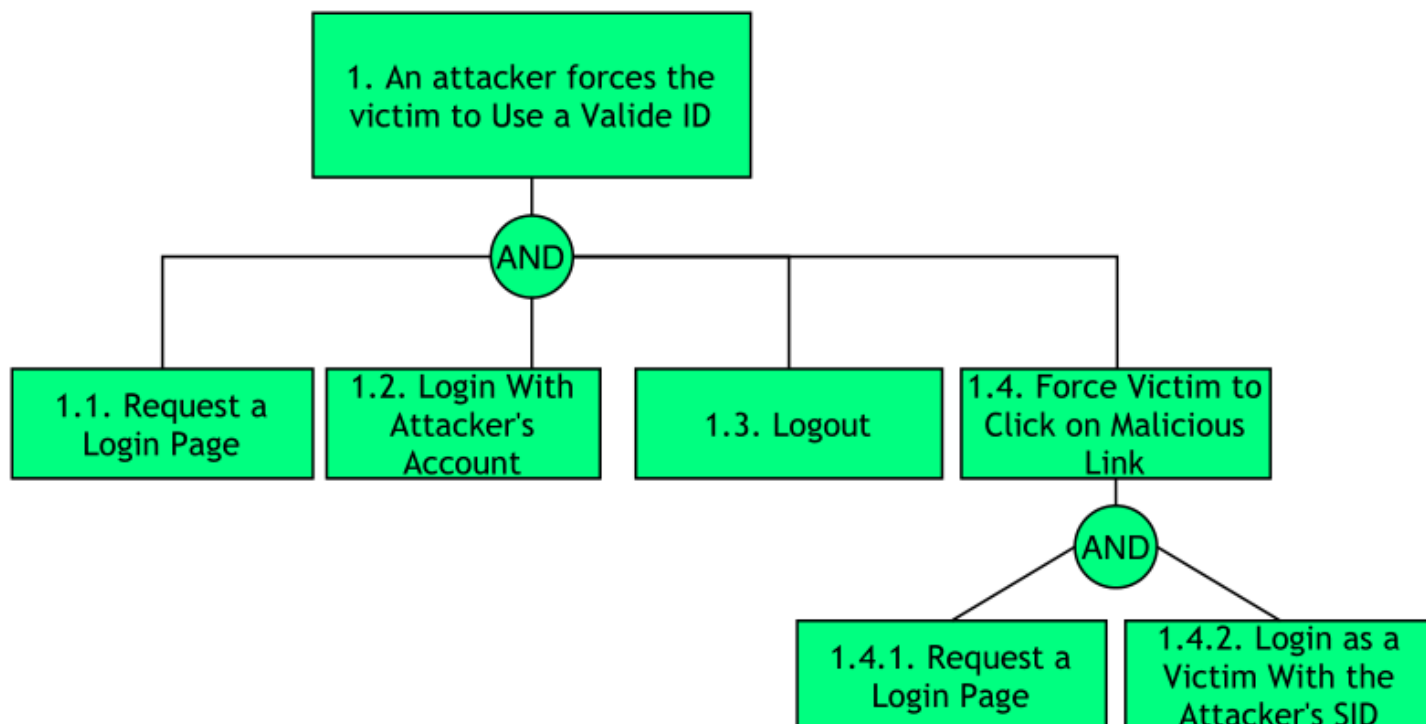 1. An attacker forces the
victim to Use a Valide ID
AND
1.1. Request a
Login Page
1.2. Login With
Attacker's
Account
1.3. Logout
1.4. Force Victim to
Click on Malicious
Link
AND
1.4.1. Request a
Login Page
1.4.2. Login as a
Victim With the
Attacker's SID